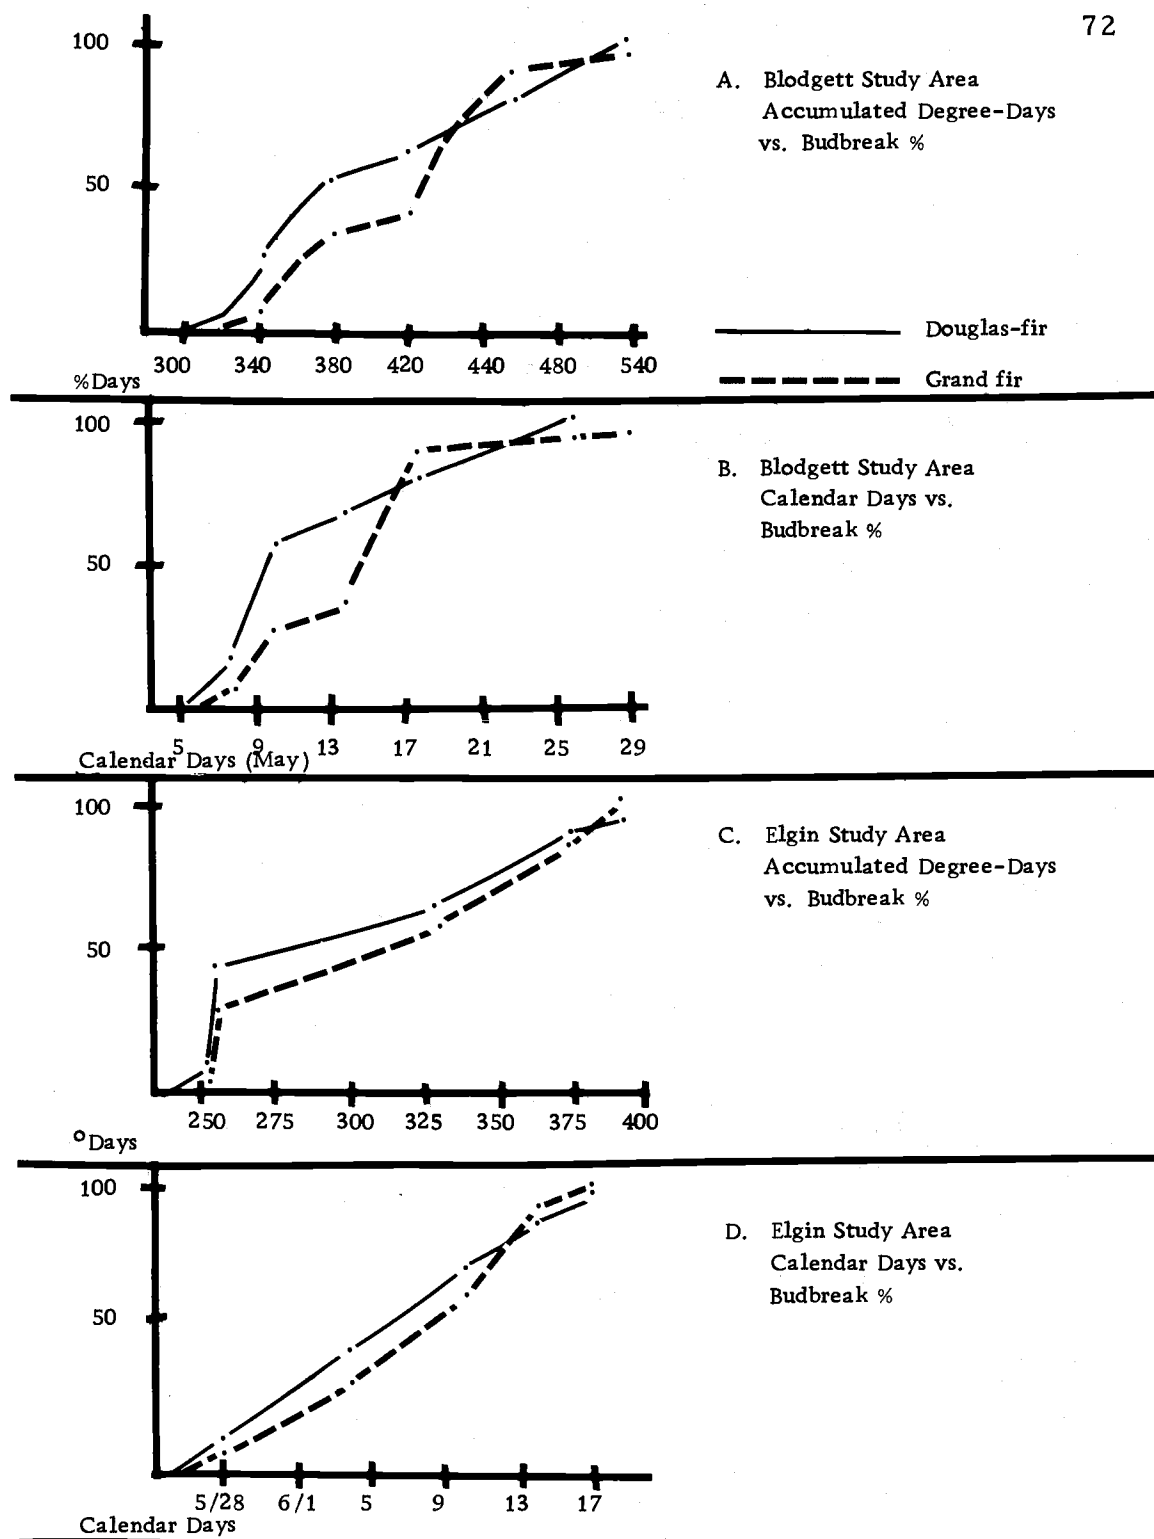 72
100
50
300 340 380 420 440 480 540
%Days
A. Blodgett Study Area
Accumulated Degree-Days
vs. Budbreak %
Douglas-fir
Grand fir
100
50
5 9 13 17 21 25 29
Calendar Days (May)
B. Blodgett Study Area
Calendar Days vs.
Budbreak %
100
50
250 275 300 325 350 375 400
°Days
C. Elgin Study Area
Accumulated Degree-Days
vs. Budbreak %
100
50
5/28 6/1 5 9 13 17
Calendar Days
D. Elgin Study Area
Calendar Days vs.
Budbreak %